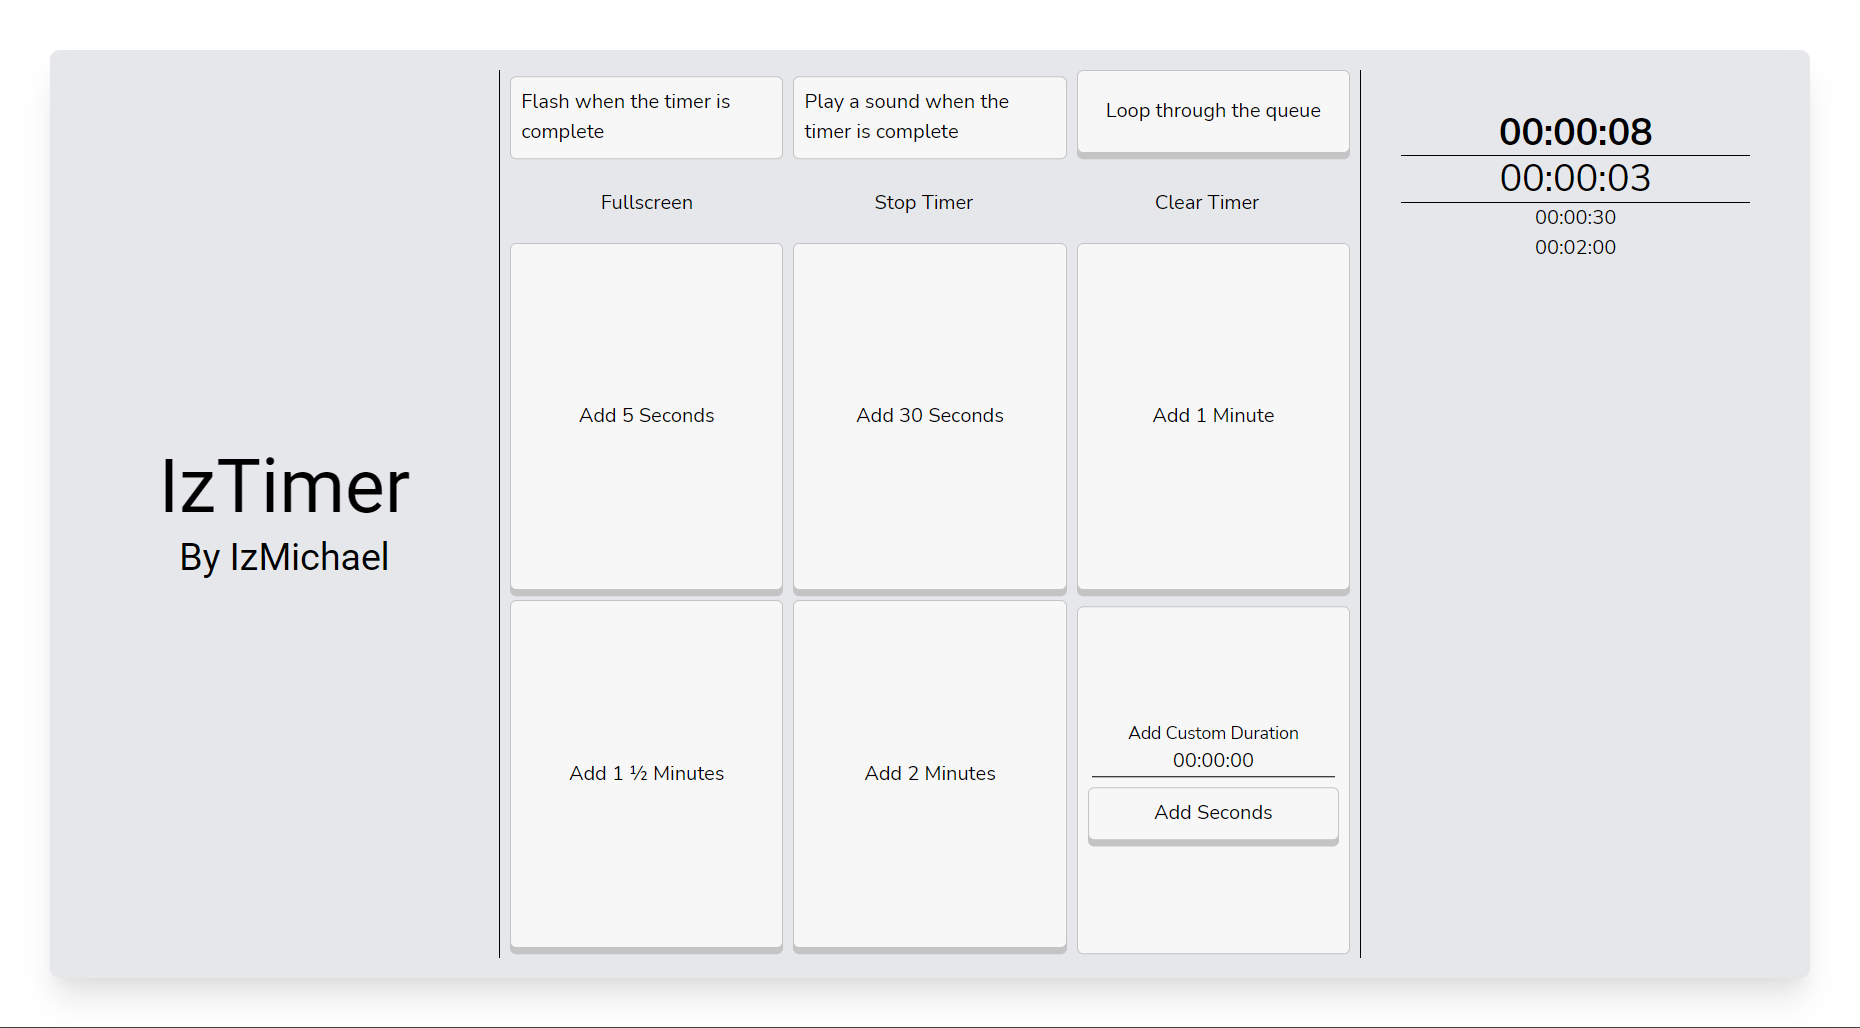 IzTimer
By IzMichael
Flash when the timer is
complete
Play a sound when the
timer is complete
Loop through the queue
Fullscreen
Stop Timer
Clear Timer
Add 5 Seconds
Add 30 Seconds
Add 1 Minute
Add 1 ½ Minutes
Add 2 Minutes
Add Custom Duration
00:00:00
Add Seconds
00:00:08
00:00:03
00:00:30
00:02:00